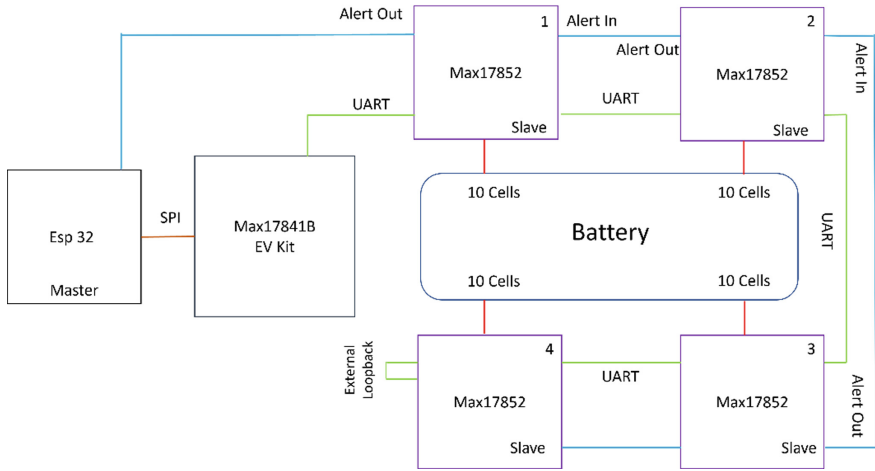 Alert Out
1
Alert In
2
Alert Out
Alert In
Max17852
Max17852
UART
UART
Slave
Slave
SPI
10 Cells
10 Cells
Esp 32
Max17841B
EV Kit
Battery
UART
Master
10 Cells
10 Cells
4
3
External
Loopback
UART
Max17852
Max17852
Alert Out
Slave
Slave